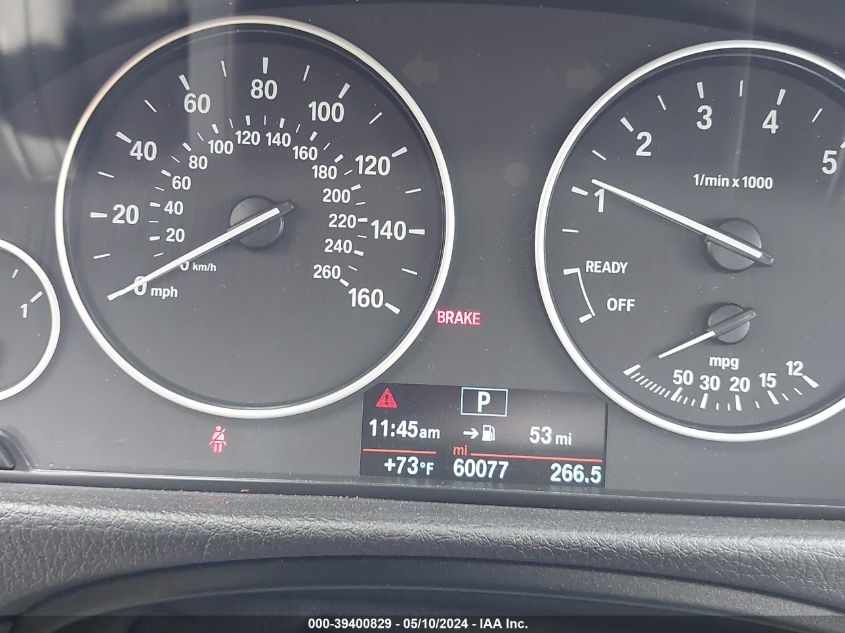 0 mph
20
40
60
80
100
120
140
160
0 km/h
20
40
60
80
100
120
140
160
180
200
220
240
260
1
1
2
3
4
5
1/min x 1000
READY
OFF
mpg
50 30 20 15 12
BRAKE
P
11:45am
53 mi
mi
+73°F 60077 266.5
000-39400829 - 05/10/2024 - IAA Inc.